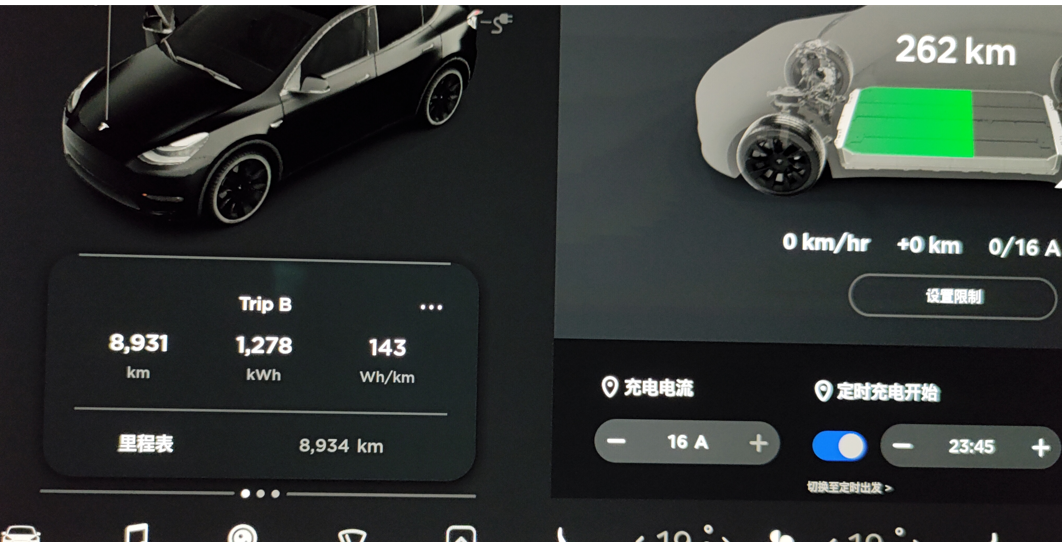 262 km
0 km/hr +0 km 0/16 A
设置限制
Trip B
8,931 1,278 143
km kWh Wh/km
里程表 8,934 km
充电电流
16 A
定时充电开始
23:45
切换至定时出发 >